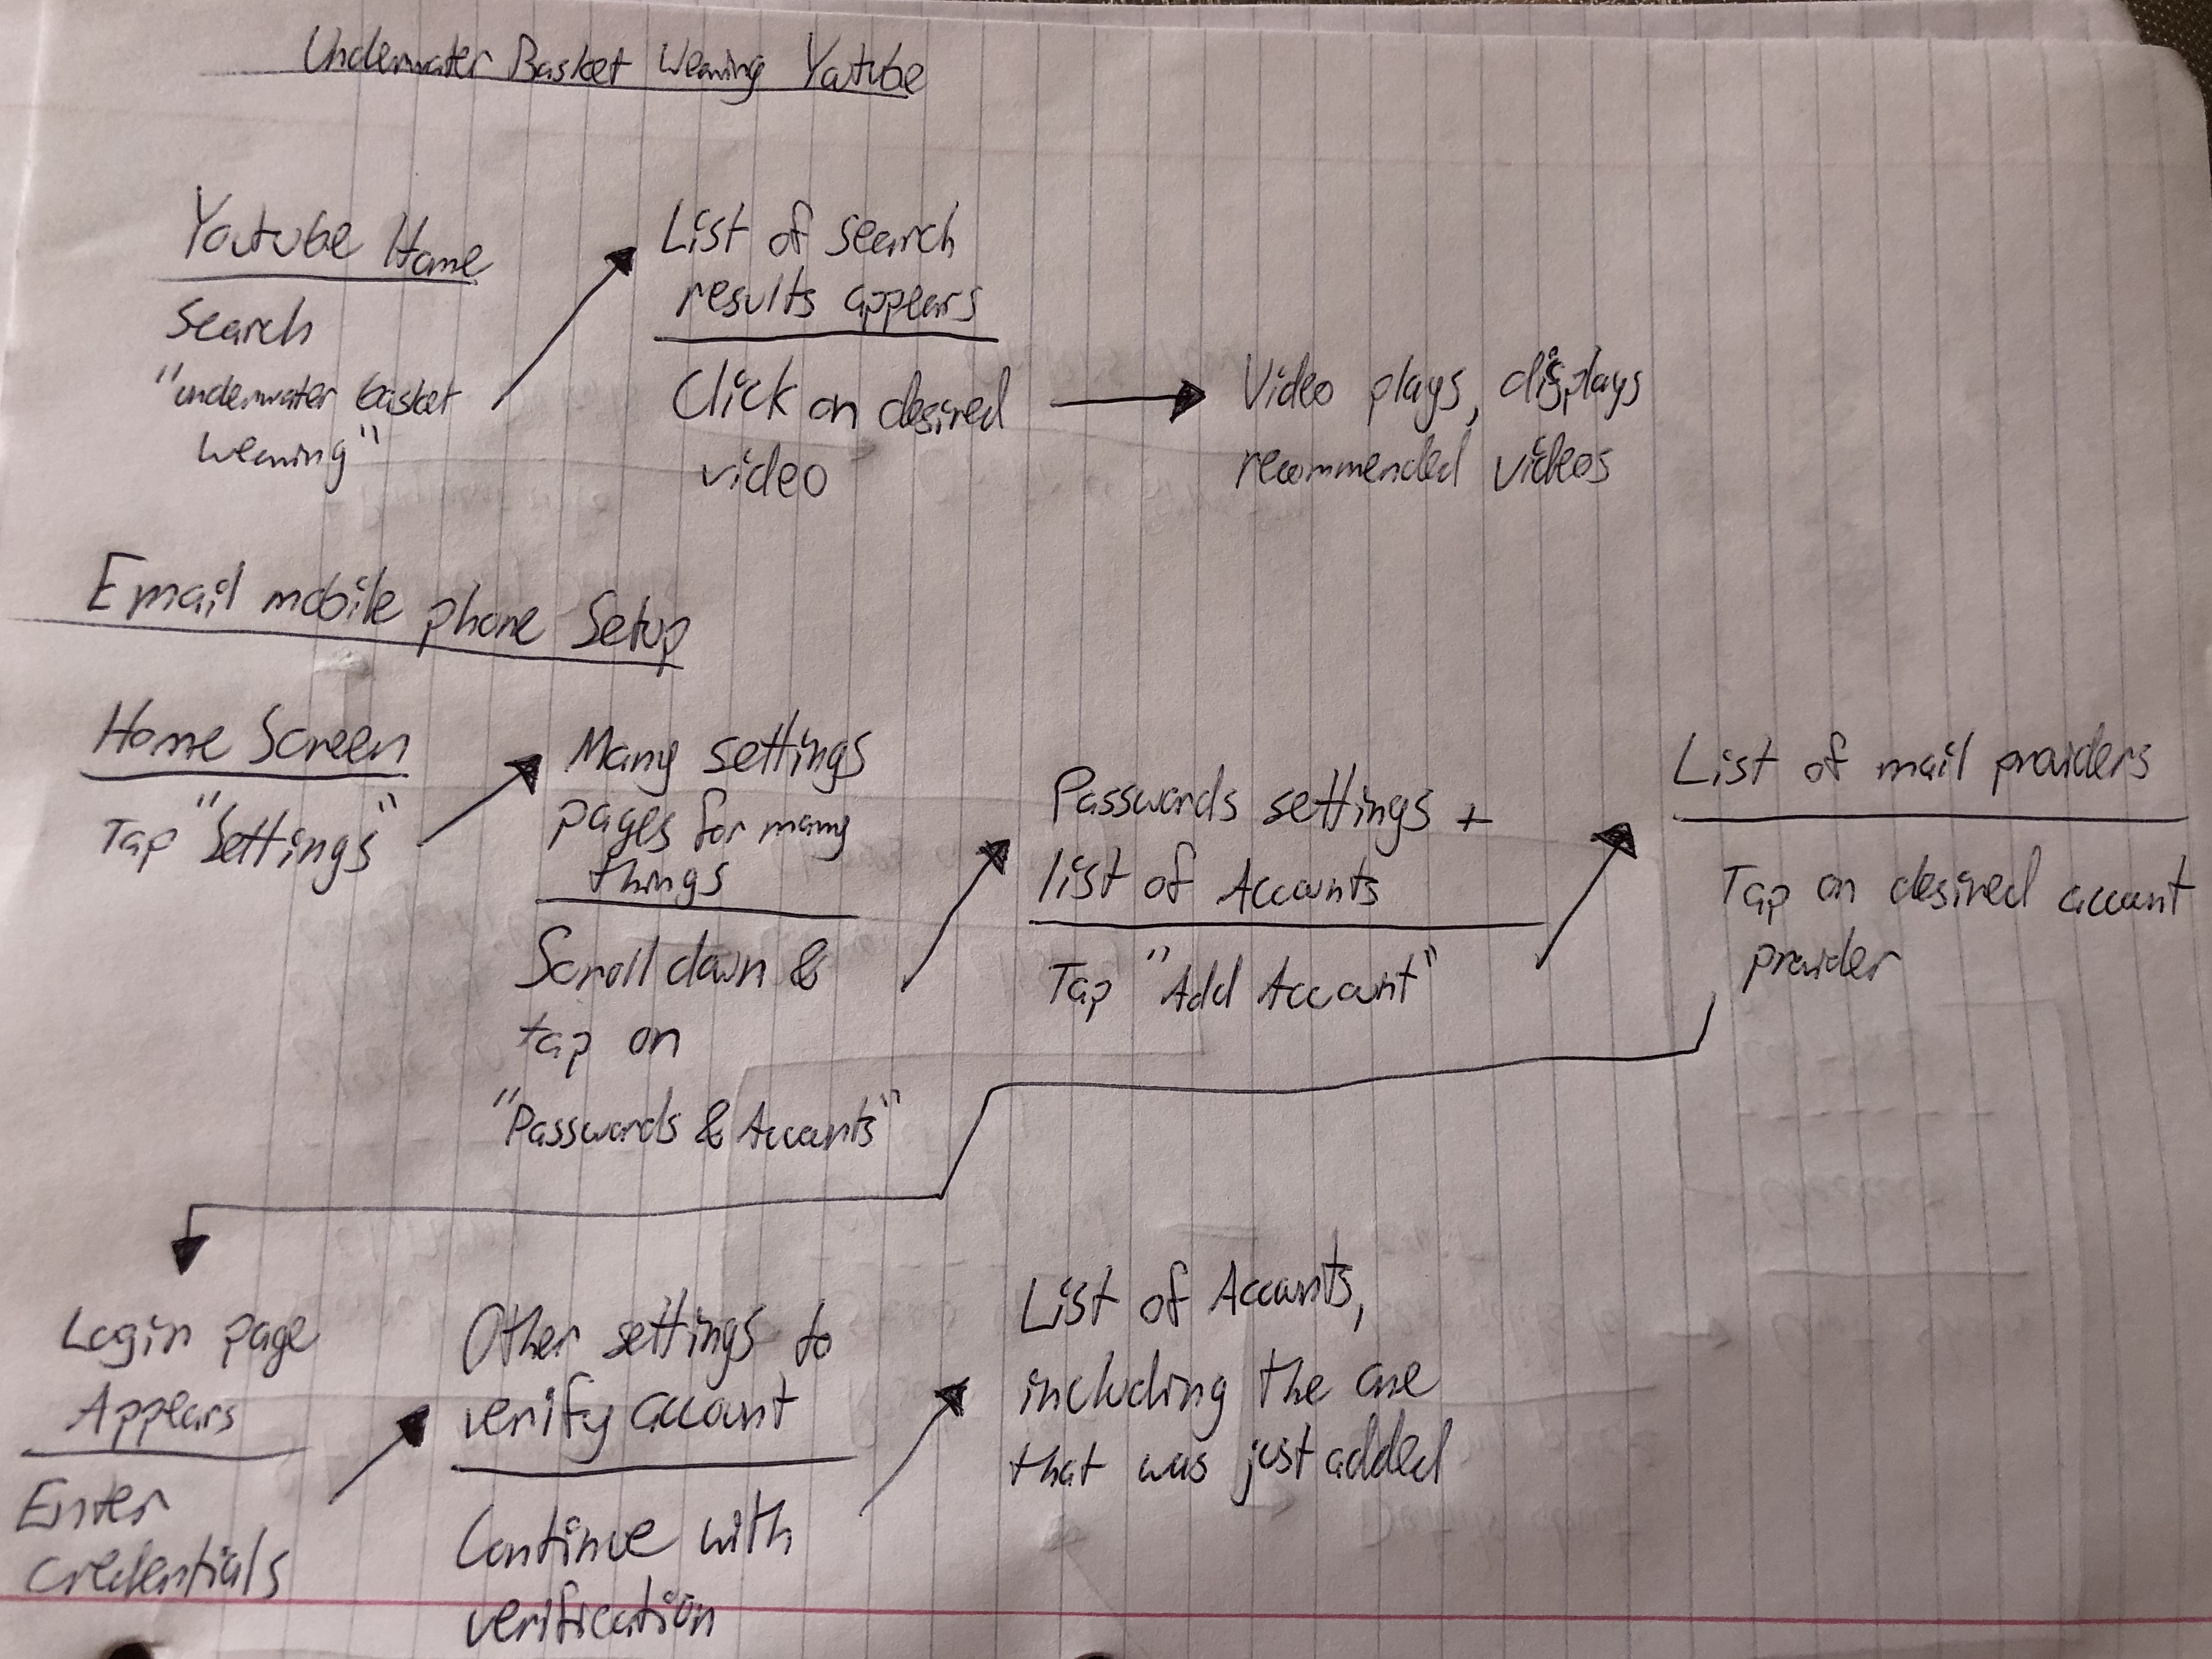 Underwater Basket Weaving Youtube
Youtube Home
Search
"underwater basket
weaving"
List of search
results appears
Click on desired
video
Video plays, displays
recommended videos
Email mobile phone Setup
Home Screen
Tap "Settings"
Many settings
pages for many
things
Scroll down &
tap on
"Passwords & Accounts"
Passwords settings +
list of Accounts
Tap "Add Account"
List of mail providers
Tap on desired account
provider
Login page
Appears
Enter
credentials
Other settings to
verify account
Continue with
verification
List of Accounts,
including the one
that was just added